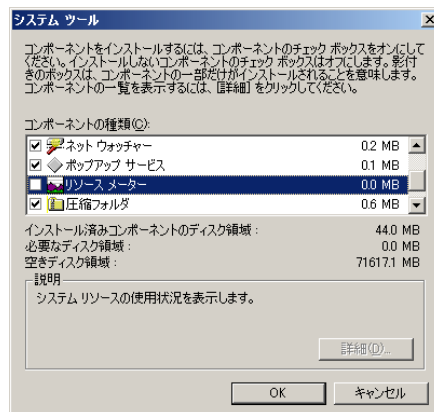 システム ツール
コンポーネントをインストールするには、コンポーネントのチェック ボックスをオンにして
ください。インストールしないコンポーネントのチェック ボックスはオフにします。影付
きのボックスは、コンポーネントの一部だけがインストールされることを意味します。
コンポーネントの一覧を表示するには、[詳細] をクリックしてください。
コンポーネントの種類(C):
ネット ウォッチャー 0.2 MB
ポップアップ サービス 0.1 MB
リソース メーター 0.0 MB
圧縮フォルダ 0.6 MB
インストール済みコンポーネントのディスク領域 : 44.0 MB
必要なディスク領域 : 0.0 MB
空きディスク領域 : 71617.1 MB
説明
システム リソースの使用状況を表示します。
詳細(D)...
OK キャンセル